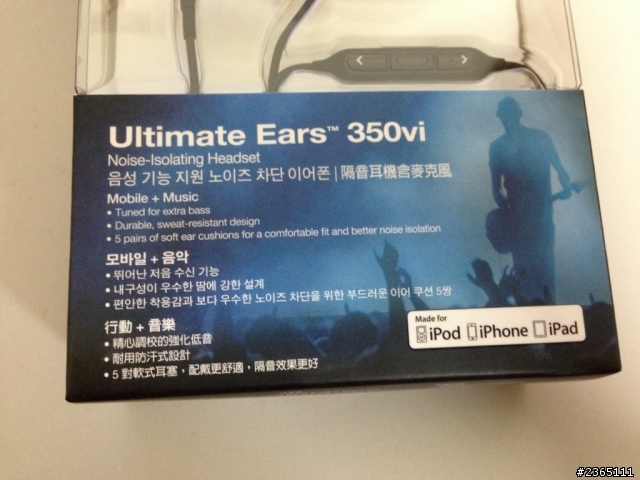 Ultimate Ears™ 350vi
Noise-Isolating Headset
음성 기능 지원 노이즈 차단 이어폰 | 隔音耳機含麥克風
Mobile + Music
• Tuned for extra bass
• Durable, sweat-resistant design
• 5 pairs of soft ear cushions for a comfortable fit and better noise isolation
모바일 + 음악
• 뛰어난 저음 수신 기능
• 내구성이 우수한 땀에 강한 설계
• 편안한 착용감과 보다 우수한 노이즈 차단을 위한 부드러운 이어 쿠션 5쌍
行動 + 音樂
• 精心調校的強化低音
• 耐用防汗式設計
• 5 對軟式耳塞，配戴更舒適，隔音效果更好
Made for
iPod iPhone iPad
#2365111